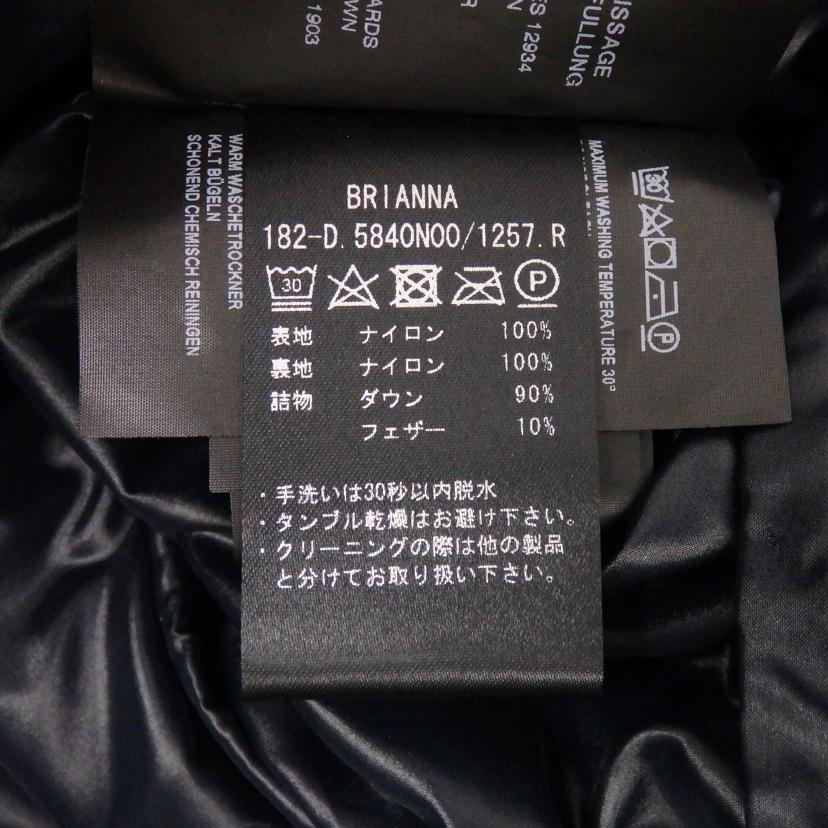 ISSAGE
FULLUNG
ES
N 12934
R
ARDS
WN
1903
BRIANNA
182-D.5840N00/1257.R
30
P
表地 ナイロン 100%
裏地 ナイロン 100%
詰物 ダウン 90%
フェザー 10%
・手洗いは30秒以内脱水
・タンブル乾燥はお避け下さい。
・クリーニングの際は他の製品
と分けてお取り扱い下さい。
WARM WASCHETROCKNER
KALT BÜGELN
SCHONEND CHEMISCH REININGEN
30
P
MAXIMUM WASHING TEMPERATURE 30°